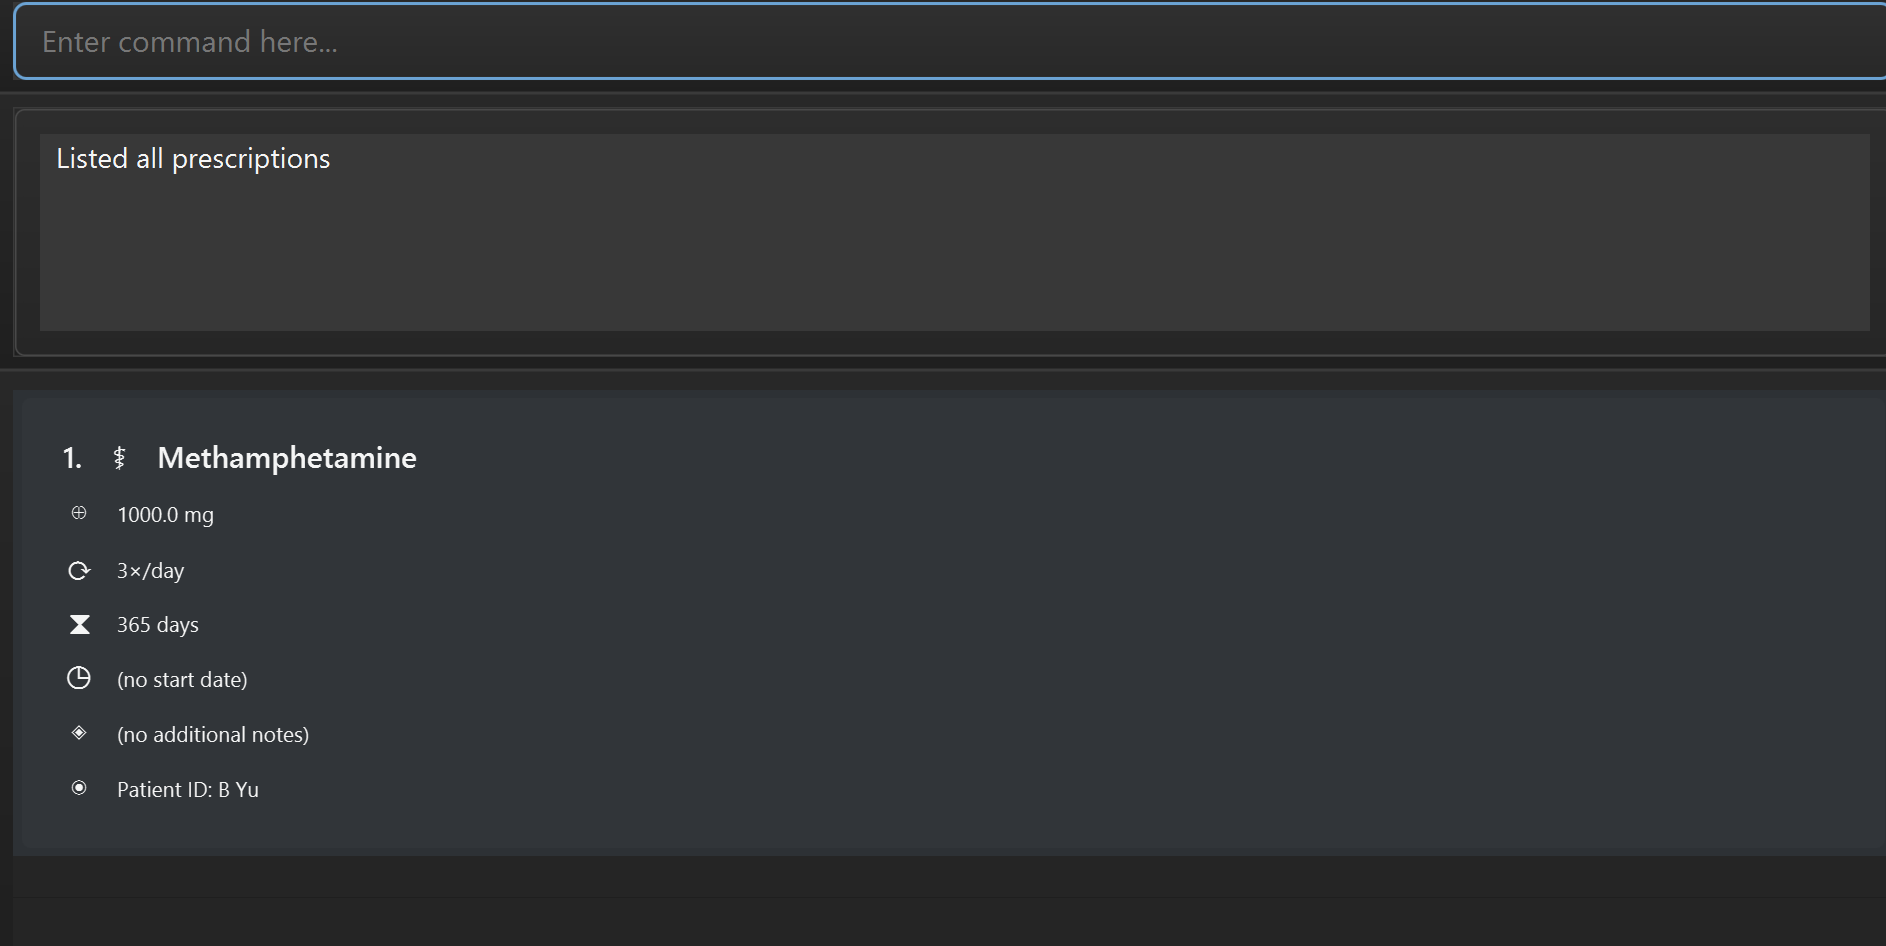 Enter command here...
Listed all prescriptions
1. ⚕ Methamphetamine
1000.0 mg
3×/day
365 days
(no start date)
(no additional notes)
Patient ID: B Yu